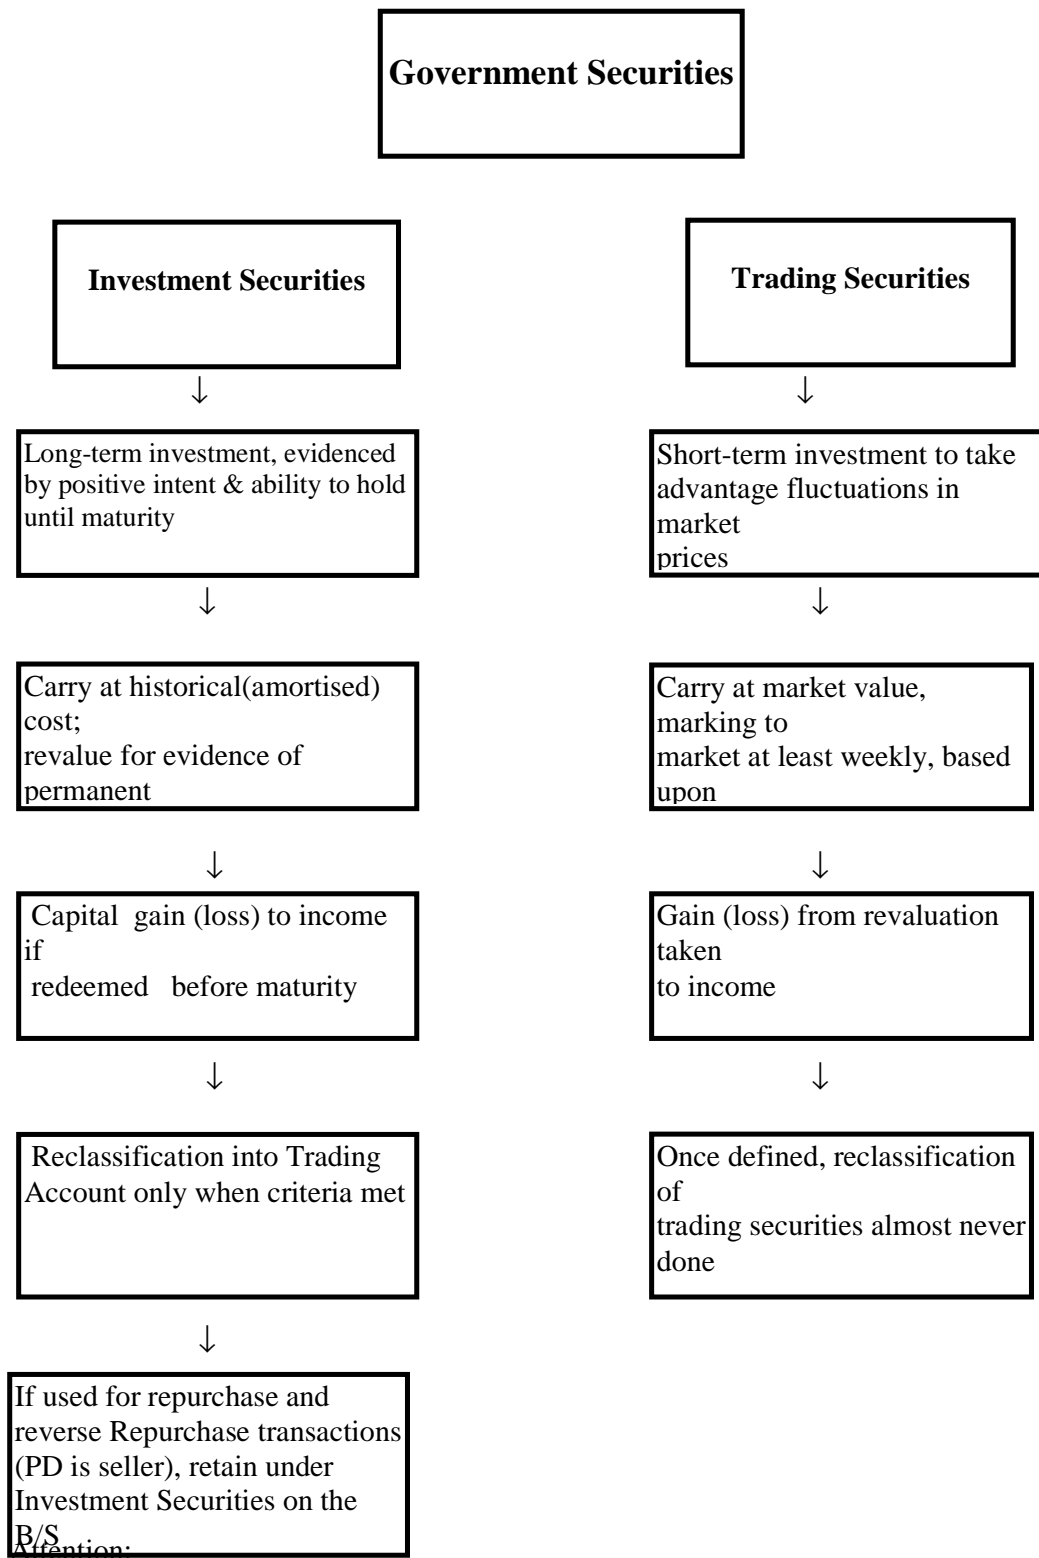 Government Securities
Investment Securities
Trading Securities
↓
↓
Long-term investment, evidenced
by positive intent & ability to hold
until maturity
Short-term investment to take
advantage fluctuations in
market
prices
↓
↓
Carry at historical(amortised)
cost;
revalue for evidence of
permanent
Carry at market value,
marking to
market at least weekly, based
upon
↓
↓
Capital gain (loss) to income
if
redeemed before maturity
Gain (loss) from revaluation
taken
to income
↓
↓
Reclassification into Trading
Account only when criteria met
Once defined, reclassification
of
trading securities almost never
done
↓
If used for repurchase and
reverse Repurchase transactions
(PD is seller), retain under
Investment Securities on the
B/S
Attention: